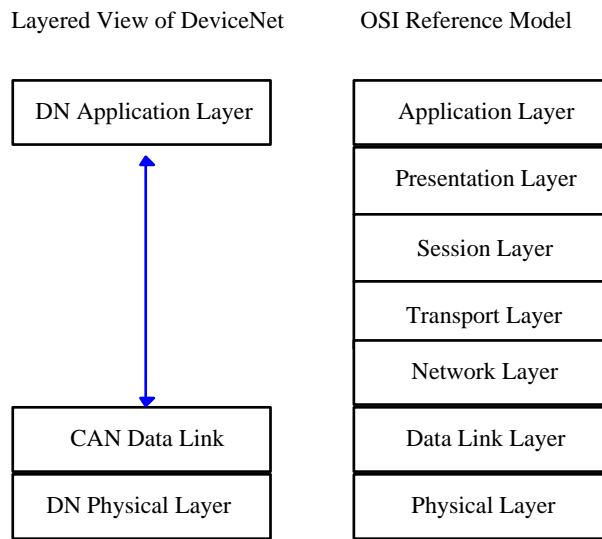 Layered View of DeviceNet
OSI Reference Model
DN Application Layer
Application Layer
Presentation Layer
Session Layer
Transport Layer
Network Layer
CAN Data Link
Data Link Layer
DN Physical Layer
Physical Layer